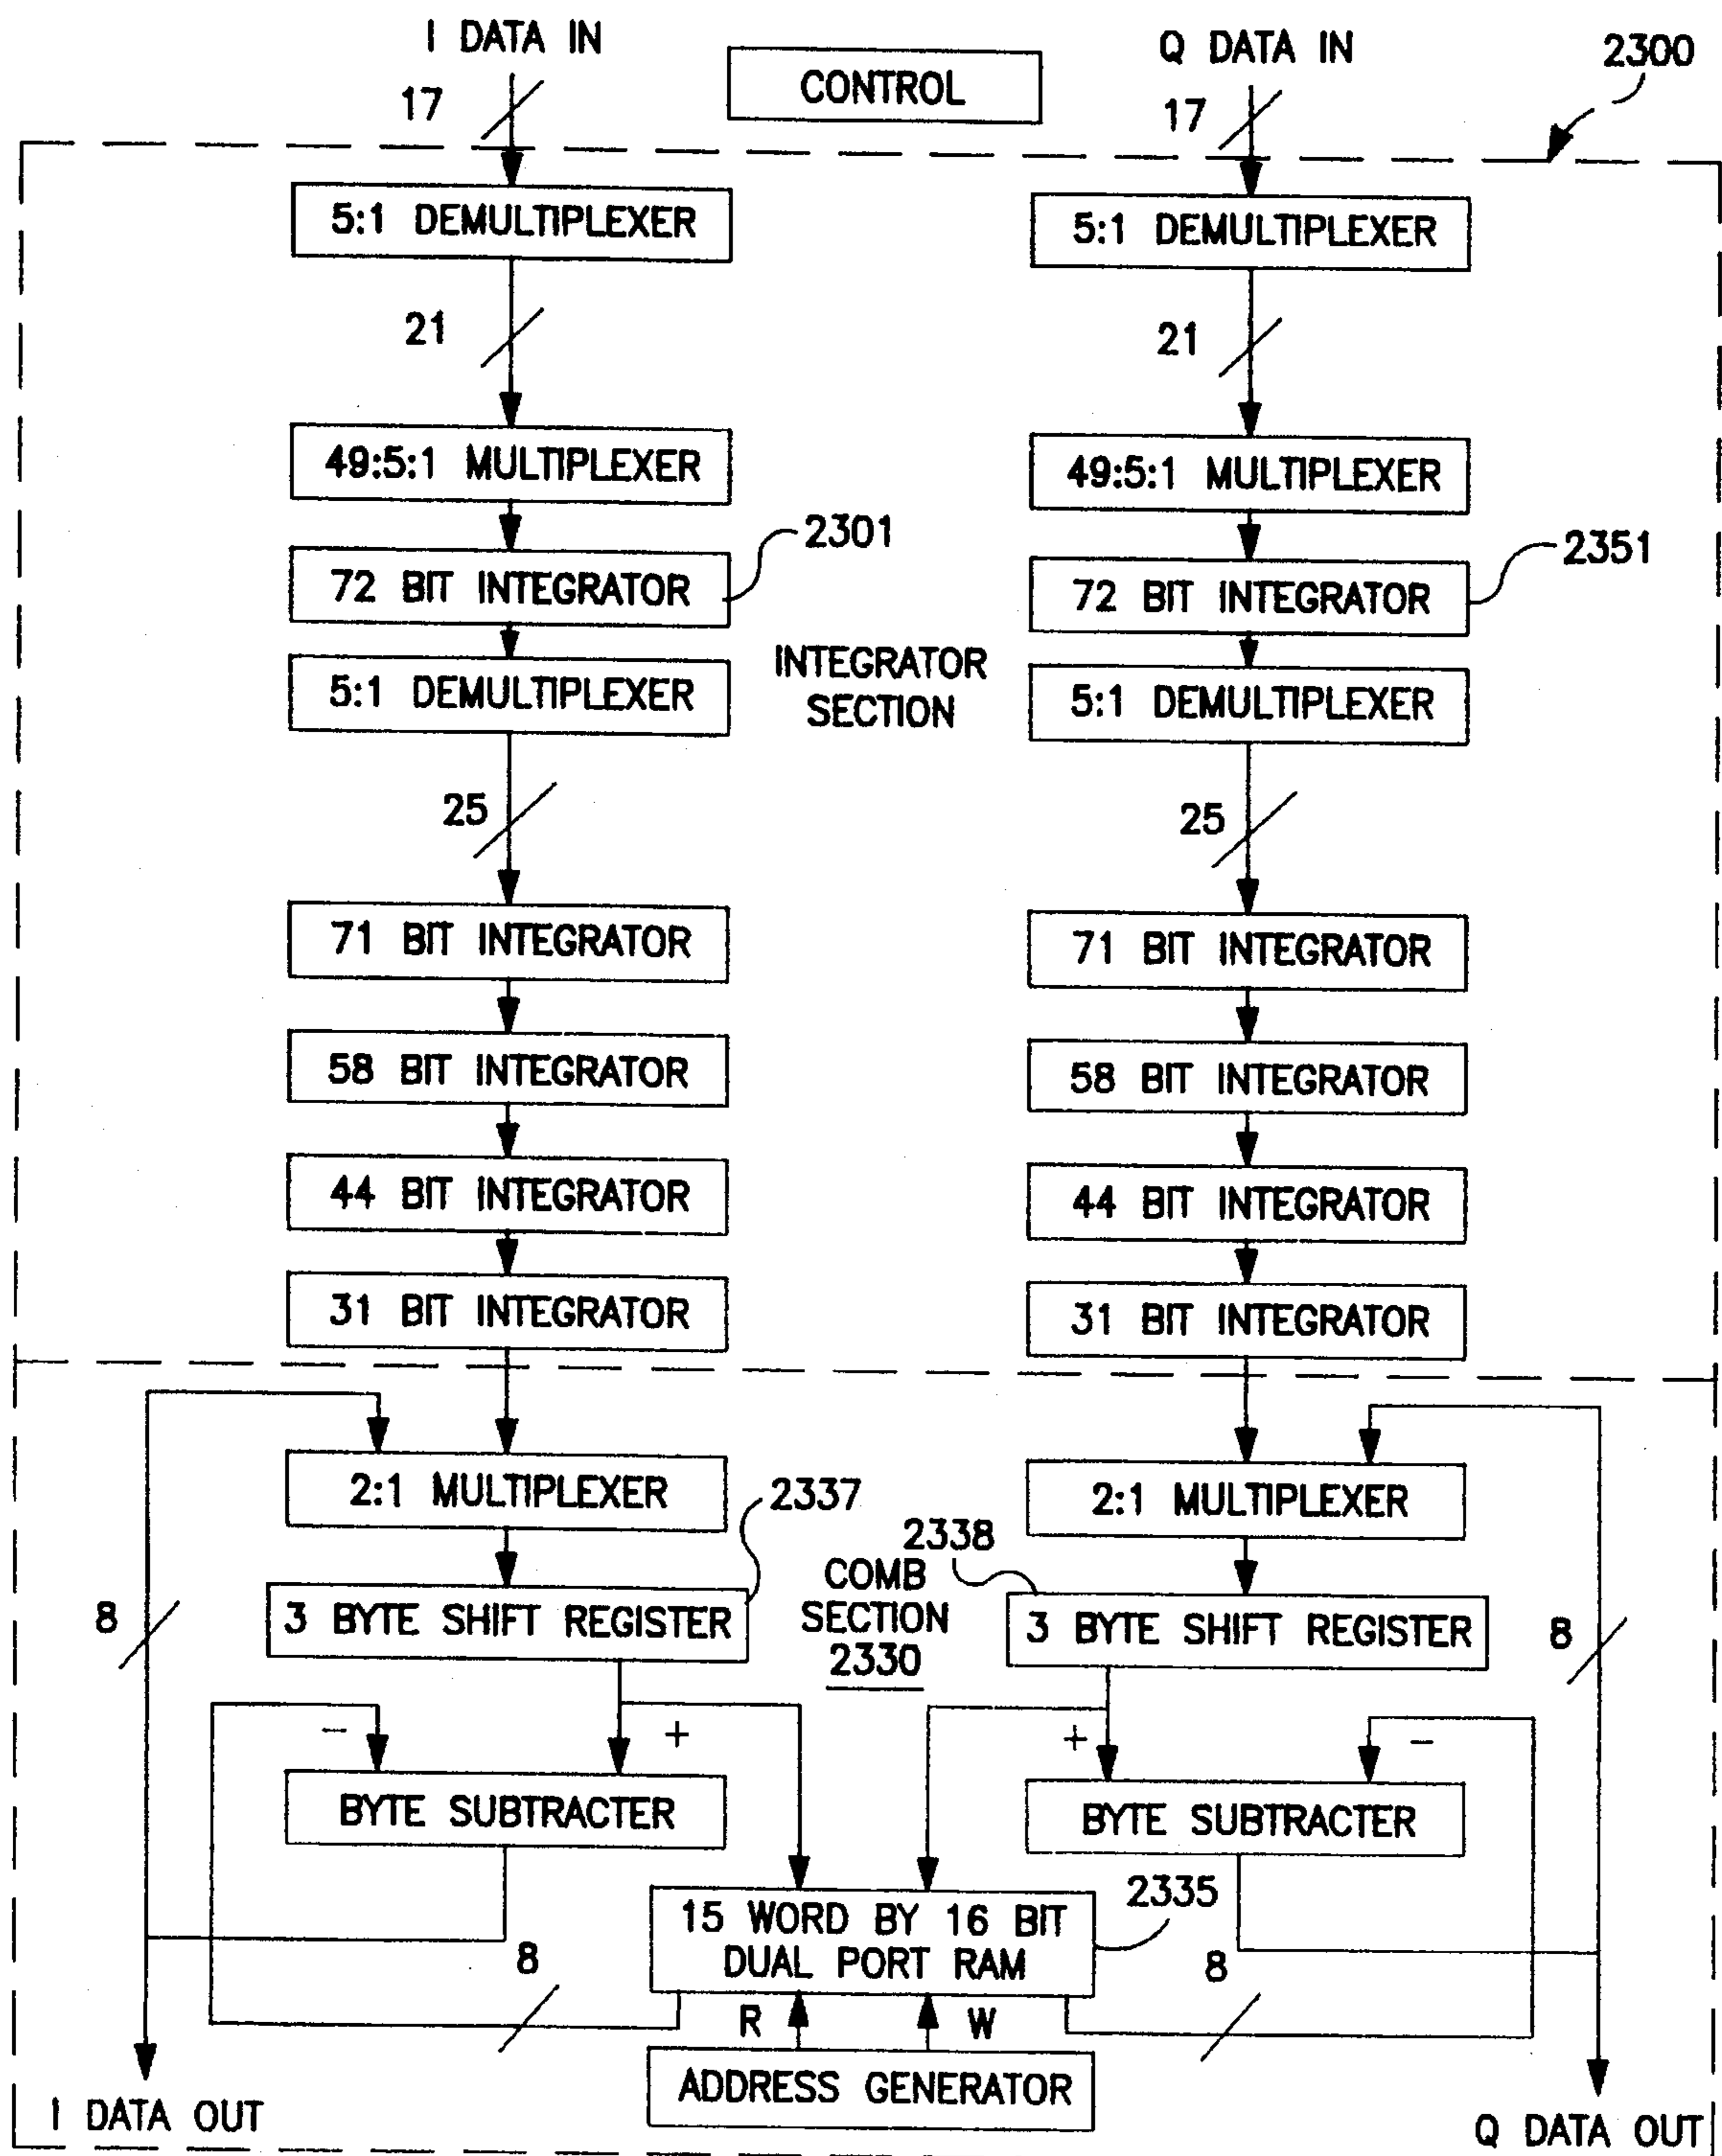 I DATA IN
Q DATA IN
2300
CONTROL
17
17
5:1 DEMULTIPLEXER
5:1 DEMULTIPLEXER
21
21
49:5:1 MULTIPLEXER
49:5:1 MULTIPLEXER
2301
2351
72 BIT INTEGRATOR
72 BIT INTEGRATOR
INTEGRATOR
SECTION
5:1 DEMULTIPLEXER
5:1 DEMULTIPLEXER
25
25
71 BIT INTEGRATOR
71 BIT INTEGRATOR
58 BIT INTEGRATOR
58 BIT INTEGRATOR
44 BIT INTEGRATOR
44 BIT INTEGRATOR
31 BIT INTEGRATOR
31 BIT INTEGRATOR
2:1 MULTIPLEXER
2337
2:1 MULTIPLEXER
2338
COMB
SECTION
2330
8
3 BYTE SHIFT REGISTER
3 BYTE SHIFT REGISTER
8
−
+
+
−
BYTE SUBTRACTER
BYTE SUBTRACTER
2335
15 WORD BY 16 BIT
DUAL PORT RAM
8
8
R
W
ADDRESS GENERATOR
I DATA OUT
Q DATA OUT